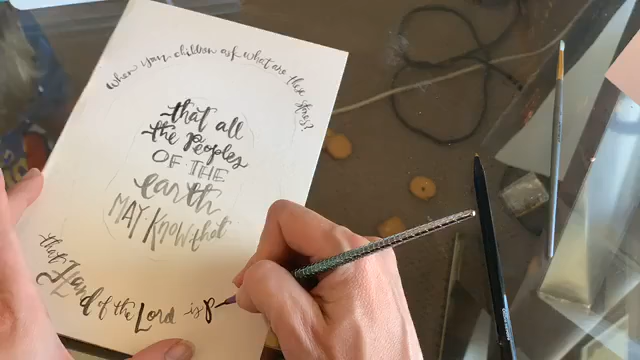 when your children ask what are these stones?
that all
the peoples
OF THE
earth
MAY KNOW that
the Hand of the Lord is P